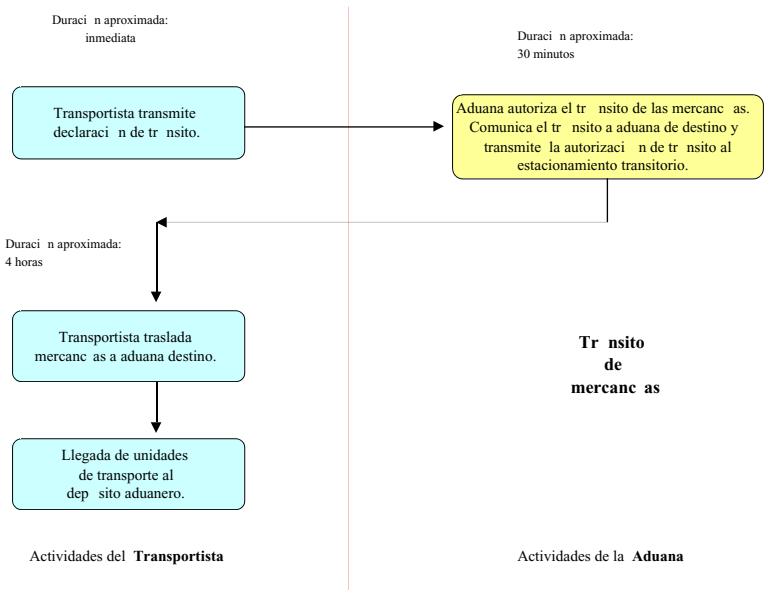 Duraci n aproximada:
inmediata
Duraci n aproximada:
30 minutos
Transportista transmite
declaraci n de tr nsito.
Aduana autoriza el tr nsito de las mercanc as.
Comunica el tr nsito a aduana de destino y
transmite la autorizaci n de tr nsito al
estacionamiento transitorio.
Duraci n aproximada:
4 horas
Transportista traslada
mercanc as a aduana destino.
Tr nsito
de
mercanc as
Llegada de unidades
de transporte al
dep sito aduanero.
Actividades del Transportista
Actividades de la Aduana